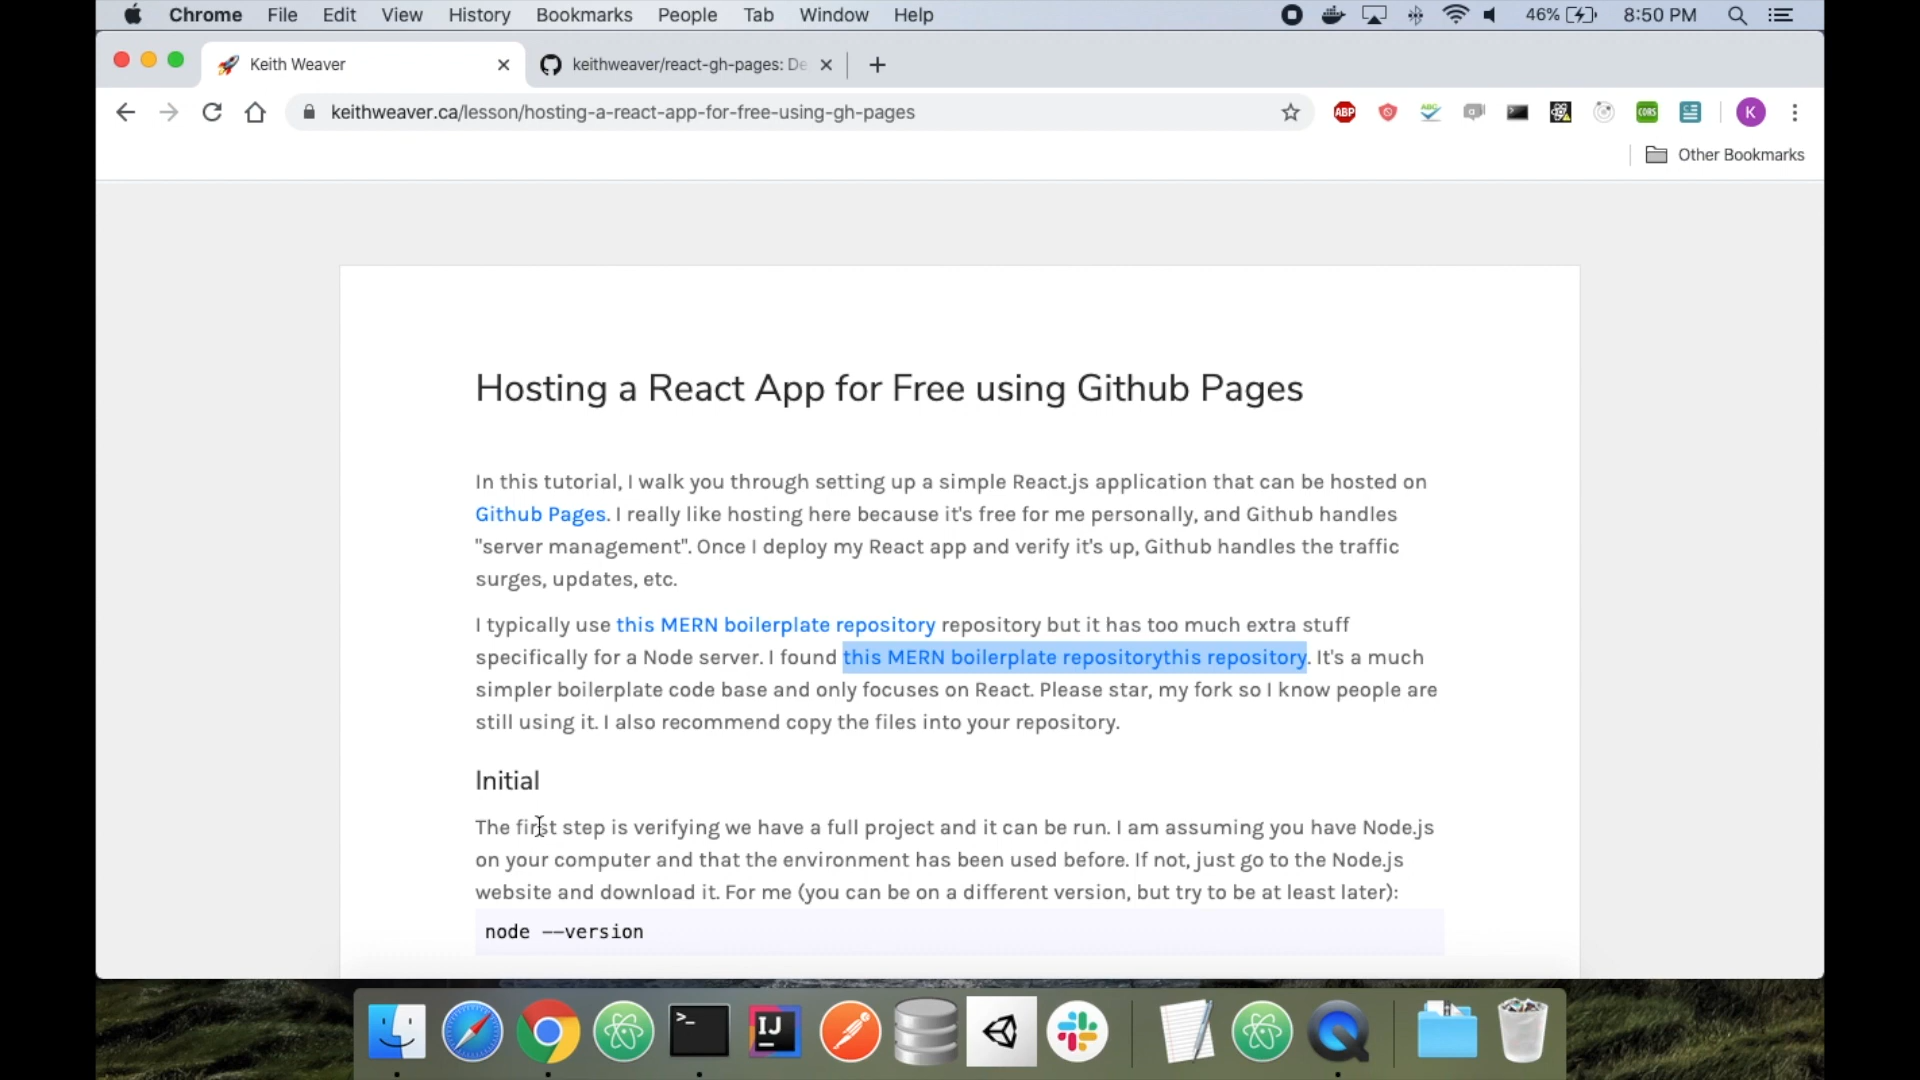 Chrome File Edit View History Bookmarks People Tab Window Help 46% 8:50 PM
Keith Weaver keithweaver/react-gh-pages: De
keithweaver.ca/lesson/hosting-a-react-app-for-free-using-gh-pages ABP ABC CORS K
Other Bookmarks
Hosting a React App for Free using Github Pages
In this tutorial, I walk you through setting up a simple React.js application that can be hosted on
Github Pages. I really like hosting here because it's free for me personally, and Github handles
"server management". Once I deploy my React app and verify it's up, Github handles the traffic
surges, updates, etc.
I typically use this MERN boilerplate repository repository but it has too much extra stuff
specifically for a Node server. I found this MERN boilerplate repositorythis repository. It's a much
simpler boilerplate code base and only focuses on React. Please star, my fork so I know people are
still using it. I also recommend copy the files into your repository.
Initial
The first step is verifying we have a full project and it can be run. I am assuming you have Node.js
on your computer and that the environment has been used before. If not, just go to the Node.js
website and download it. For me (you can be on a different version, but try to be at least later):
node --version
>_ IJ